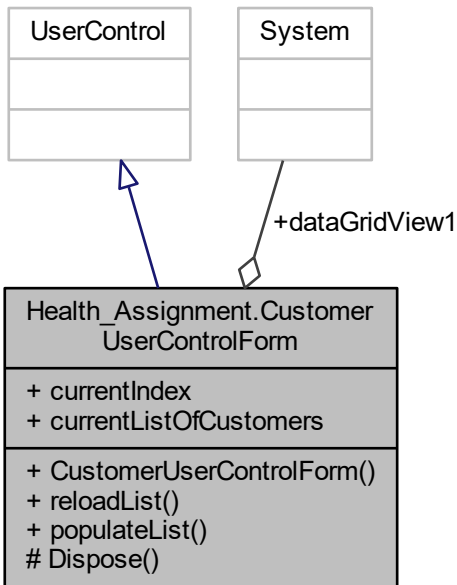 UserControl
System
+dataGridView1
Health_Assignment.Customer
UserControlForm
+ currentIndex
+ currentListOfCustomers
+ CustomerUserControlForm()
+ reloadList()
+ populateList()
# Dispose()